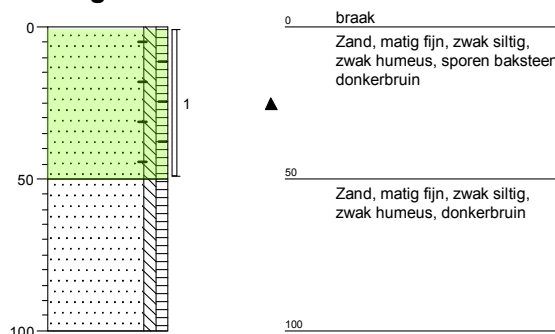 0
50
100
1
0
braak
Zand, matig fijn, zwak siltig,
zwak humeus, sporen baksteen
donkerbruin
50
Zand, matig fijn, zwak siltig,
zwak humeus, donkerbruin
100